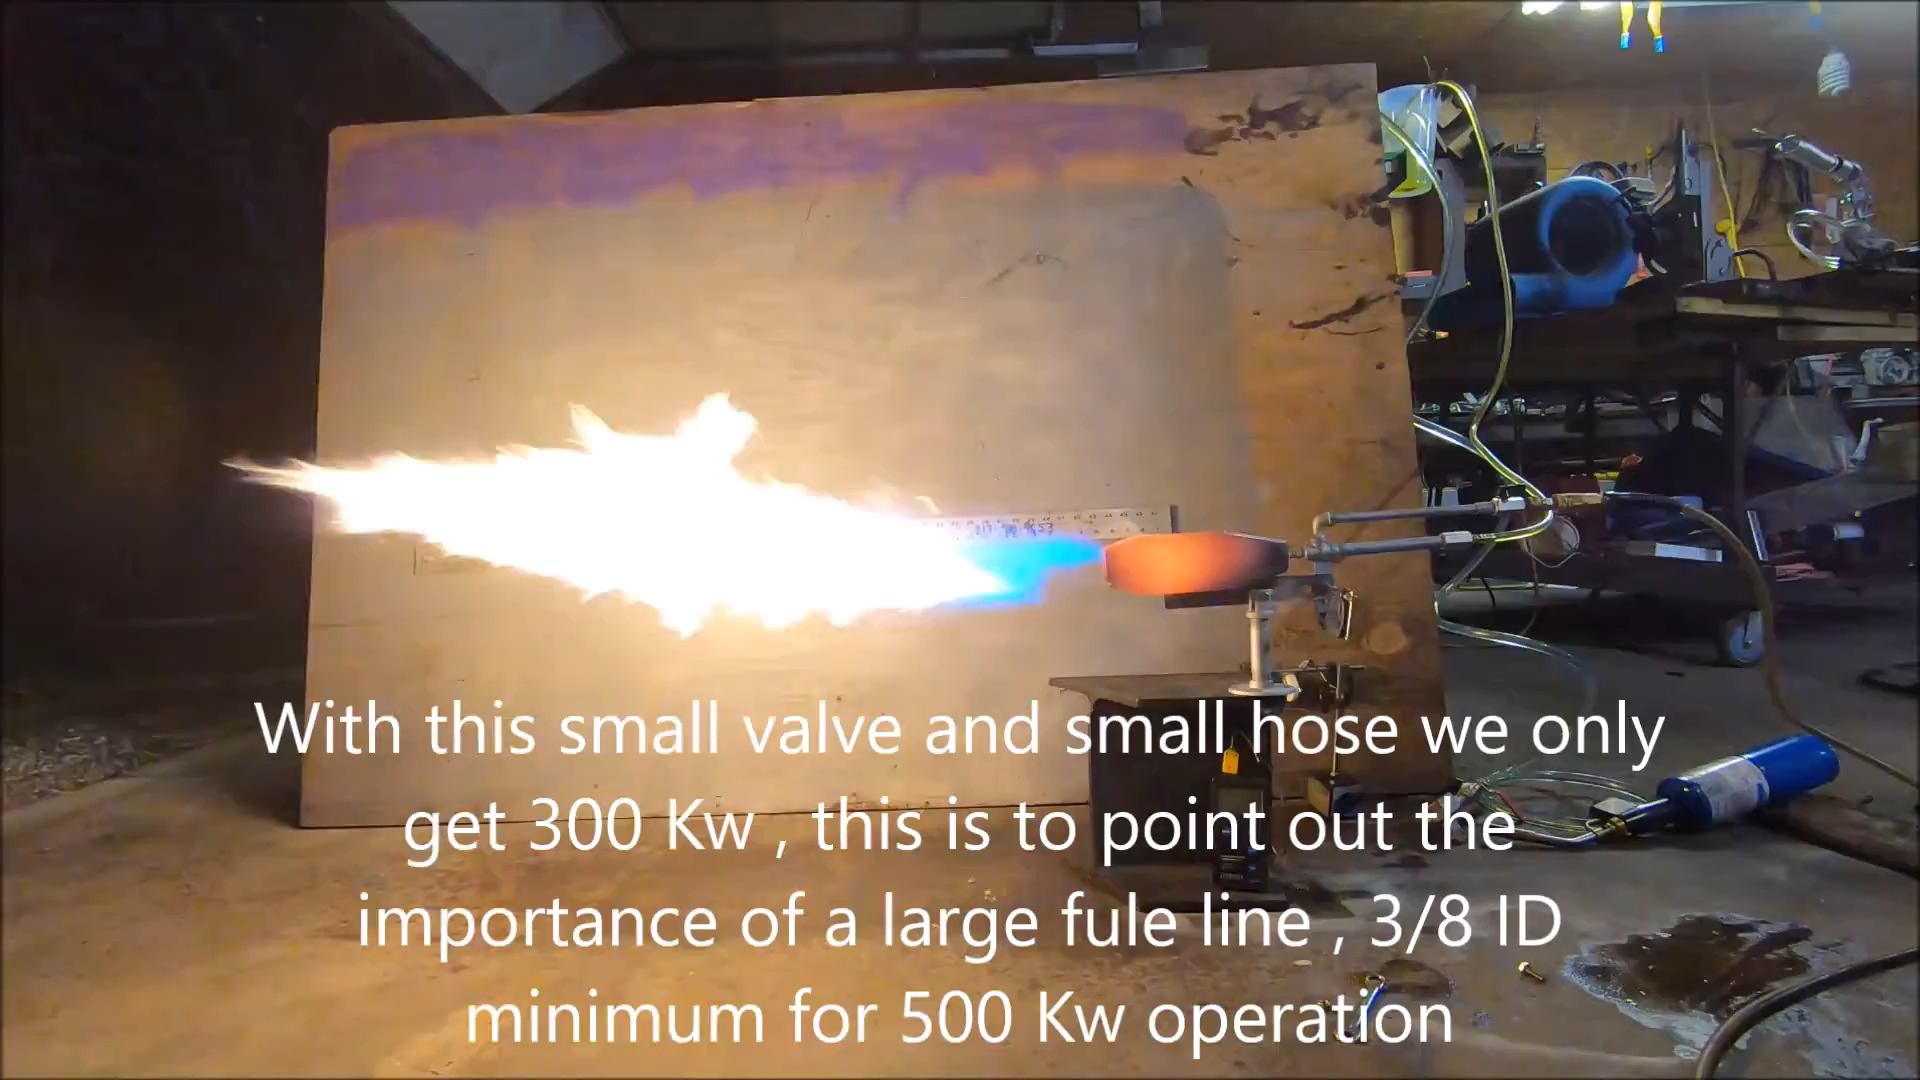 With this small valve and small hose we only
get 300 Kw , this is to point out the
importance of a large fule line , 3/8 ID
minimum for 500 Kw operation